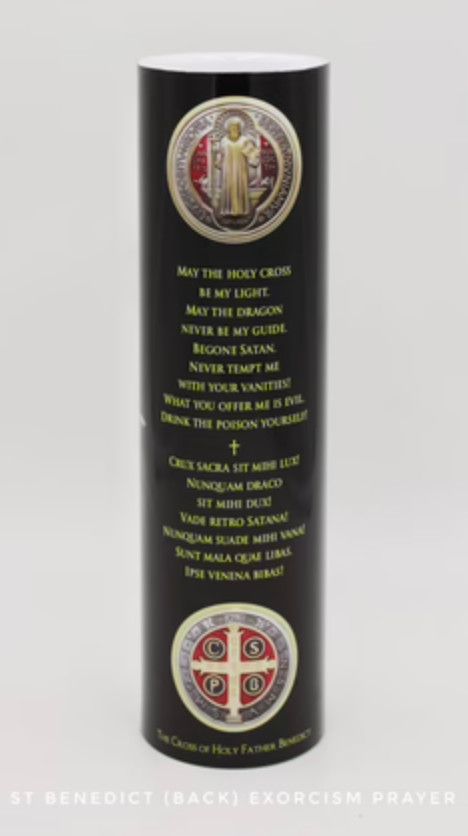 May the holy cross
be my light.
May the dragon
never be my guide.
Begone Satan.
Never tempt me
with your vanities!
What you offer me is evil.
Drink the poison yourself!
Crux sacra sit mihi lux!
Nunquam draco
sit mihi dux!
Vade retro Satana!
Nunquam suade mihi vana!
Sunt mala quae libas.
Ipse venena bibas!
C S
P B
The Cross of Holy Father Benedict
ST BENEDICT (BACK) EXORCISM PRAYER